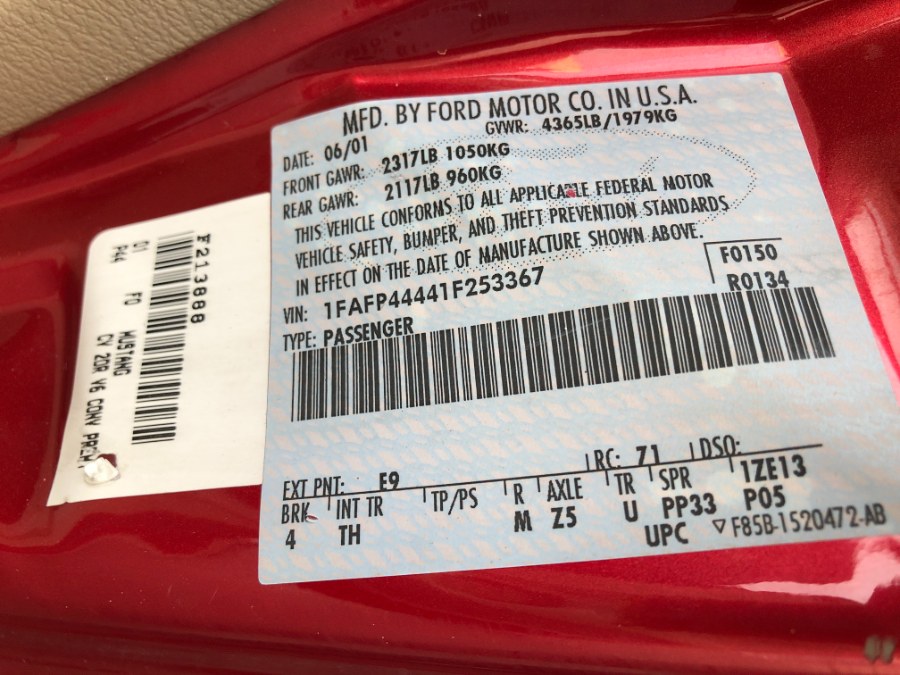 MFD. BY FORD MOTOR CO. IN U.S.A.
DATE: 06/01 GVWR: 4365LB/1979KG
FRONT GAWR: 2317LB 1050KG
REAR GAWR: 2117LB 960KG
THIS VEHICLE CONFORMS TO ALL APPLICABLE FEDERAL MOTOR
VEHICLE SAFETY, BUMPER, AND THEFT PREVENTION STANDARDS
IN EFFECT ON THE DATE OF MANUFACTURE SHOWN ABOVE.
F0150
VIN: 1FAFP44441F253367 R0134
TYPE: PASSENGER
EXT PNT: E9 RC: 71 DSO:
BRK INT TR TP/PS R AXLE TR SPR 1ZE13
4 TH M Z5 U PP33 P05
UPC F85B-1520472-AB
F213888
01 F0 MUSTANG
R44 CV 2DR V6 CONV PREM